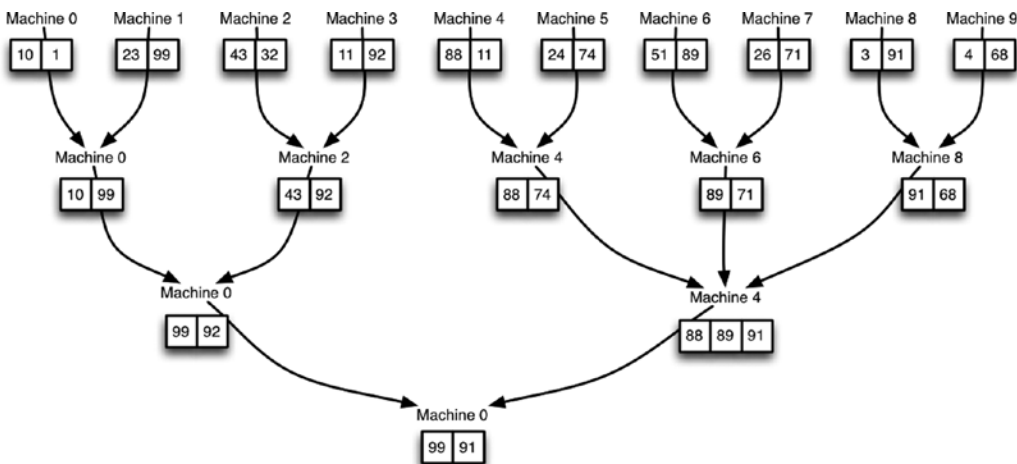 Machine 0 Machine 1 Machine 2 Machine 3 Machine 4 Machine 5 Machine 6 Machine 7 Machine 8 Machine 9
10 1 23 99 43 32 11 92 88 11 24 74 51 89 26 71 3 91 4 68
Machine 0 Machine 2 Machine 4 Machine 6 Machine 8
10 99 43 92 88 74 89 71 91 68
Machine 0 Machine 4
99 92 88 89 91
Machine 0
99 91